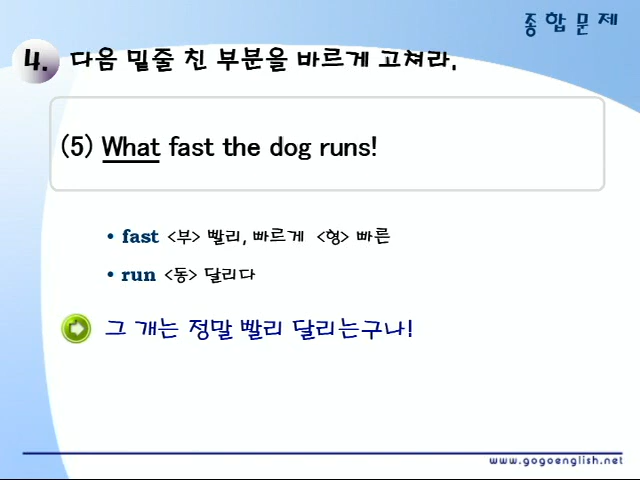 종합문제
4. 다음 밑줄 친 부분을 바르게 고쳐라.
(5) What fast the dog runs!
• fast <부> 빨리, 빠르게 <형> 빠른
• run <동> 달리다
그 개는 정말 빨리 달리는구나!
www.gogoenglish.net